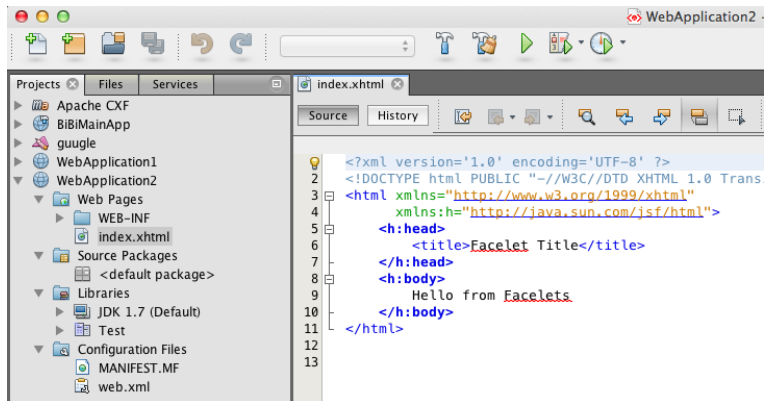 WebApplication2 -
Projects Files Services
Apache CXF
BiBiMainApp
guugle
WebApplication1
WebApplication2
Web Pages
WEB-INF
index.xhtml
Source Packages
<default package>
Libraries
JDK 1.7 (Default)
Test
Configuration Files
MANIFEST.MF
web.xml
index.xhtml
Source History
<?xml version='1.0' encoding='UTF-8' ?>
2 <!DOCTYPE html PUBLIC "-//W3C//DTD XHTML 1.0 Transi
3 <html xmlns="http://www.w3.org/1999/xhtml"
4 xmlns:h="http://java.sun.com/jsf/html">
5 <h:head>
6 <title>Facelet Title</title>
7 </h:head>
8 <h:body>
9 Hello from Facelets
10 </h:body>
11 </html>
12
13